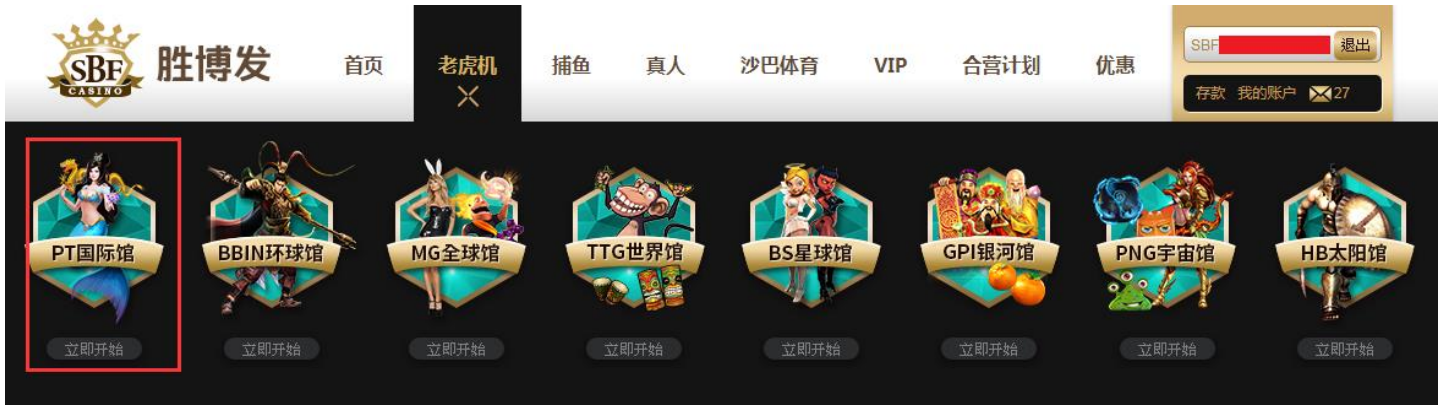 SBF
CASINO
胜博发
首页
老虎机
捕鱼
真人
沙巴体育
VIP
合营计划
优惠
SBF
退出
存款 我的账户 27
PT国际馆
BBIN环球馆
MG全球馆
TTG世界馆
BS星球馆
GPI银河馆
PNG宇宙馆
HB太阳馆
立即开始
立即开始
立即开始
立即开始
立即开始
立即开始
立即开始
立即开始